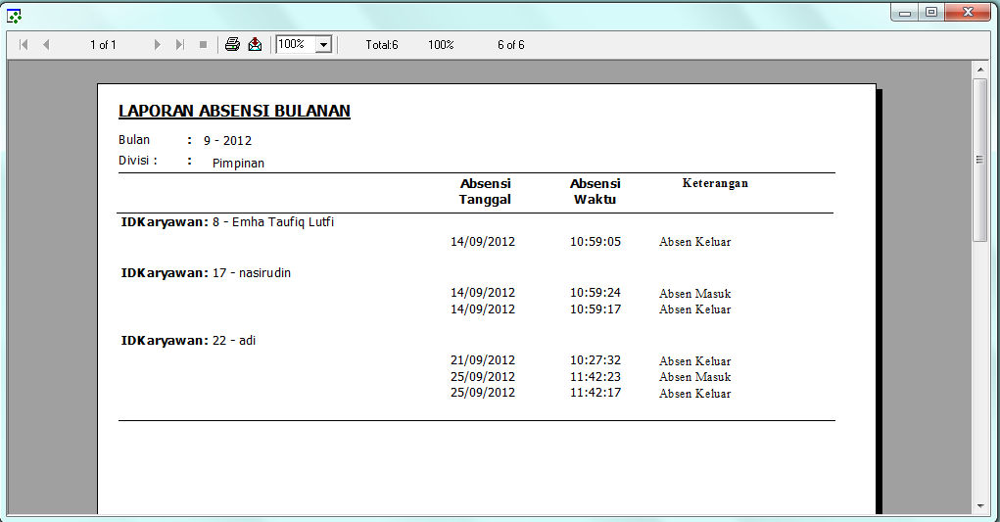 1 of 1 100% Total:6 100% 6 of 6
LAPORAN ABSENSI BULANAN
Bulan : 9 - 2012
Divisi : : Pimpinan
Absensi Absensi Keterangan
Tanggal Waktu
IDKaryawan: 8 - Emha Taufiq Lutfi
14/09/2012 10:59:05 Absen Keluar
IDKaryawan: 17 - nasirudin
14/09/2012 10:59:24 Absen Masuk
14/09/2012 10:59:17 Absen Keluar
IDKaryawan: 22 - adi
21/09/2012 10:27:32 Absen Keluar
25/09/2012 11:42:23 Absen Masuk
25/09/2012 11:42:17 Absen Keluar